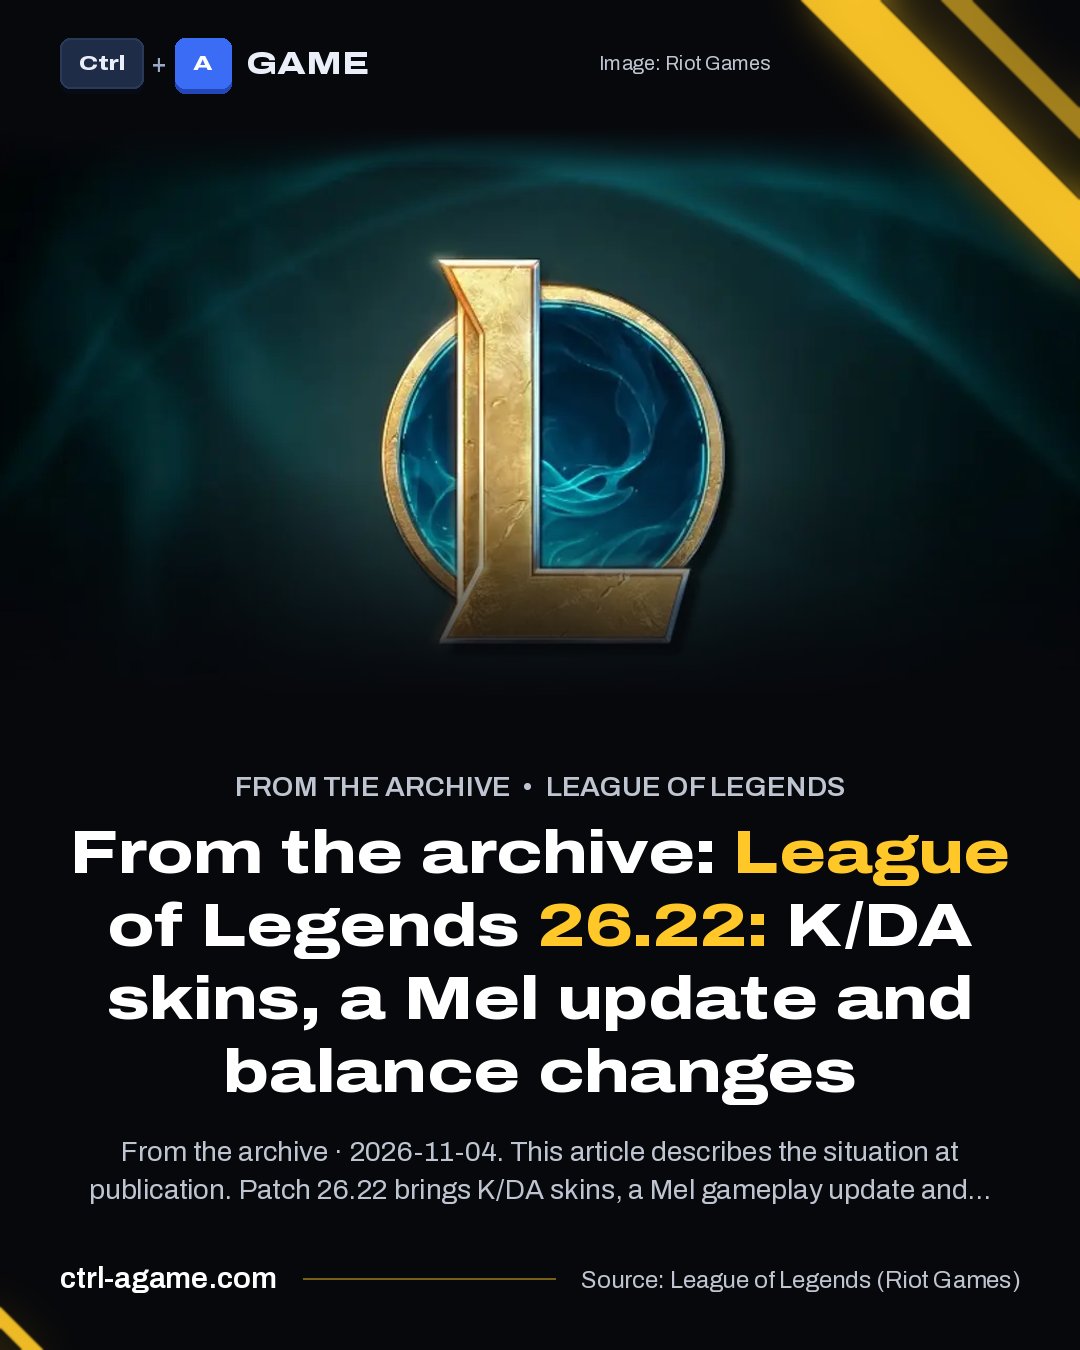 Ctrl + A GAME
Image: Riot Games
FROM THE ARCHIVE • LEAGUE OF LEGENDS
From the archive: League
of Legends 26.22: K/DA
skins, a Mel update and
balance changes
From the archive · 2026-11-04. This article describes the situation at
publication. Patch 26.22 brings K/DA skins, a Mel gameplay update and...
ctrl-agame.com
Source: League of Legends (Riot Games)